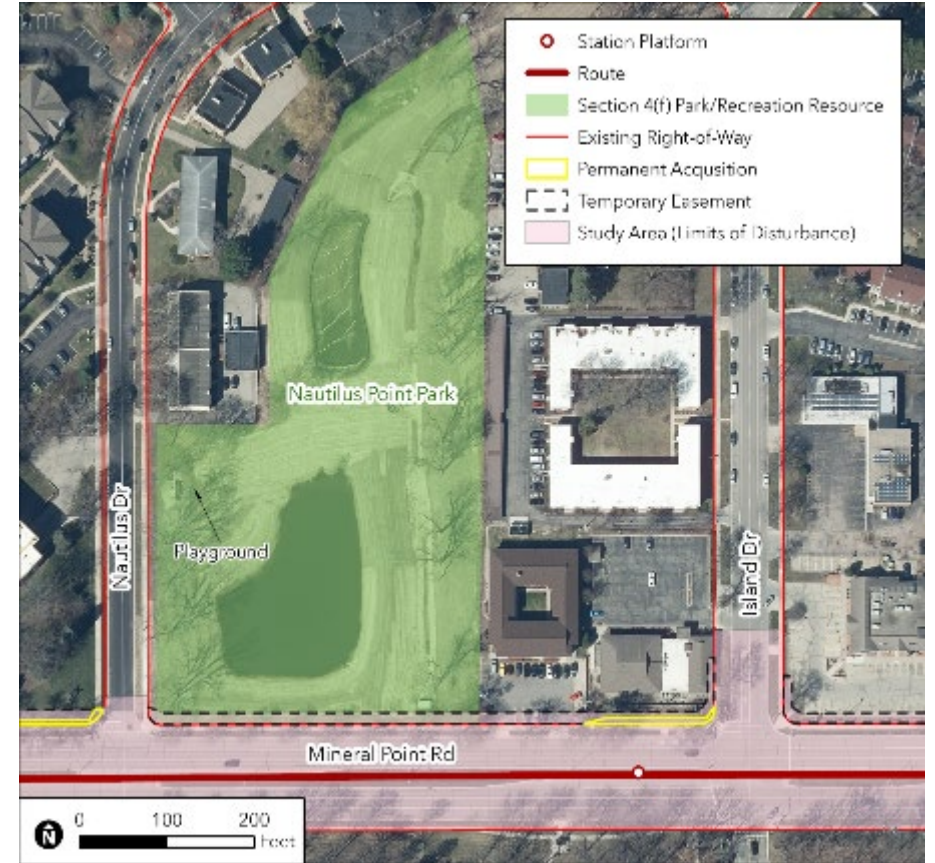 Station Platform
Route
Section 4(f) Park/Recreation Resource
Existing Right-of-Way
Permanent Acqusition
Temporary Easement
Study Area (Limits of Disturbance)
Nautilus Point Park
Playground
Nautilus Dr
Island Dr
Mineral Point Rd
N
0 100 200
Feet